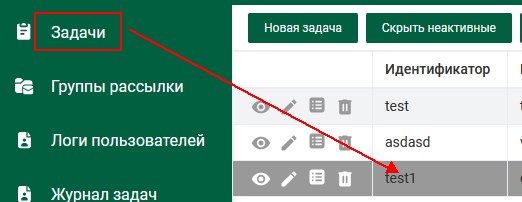 Задачи
Группы рассылки
Логи пользователей
Журнал задач
Новая задача
Скрыть неактивные
Идентификатор
test
asdasd
test1